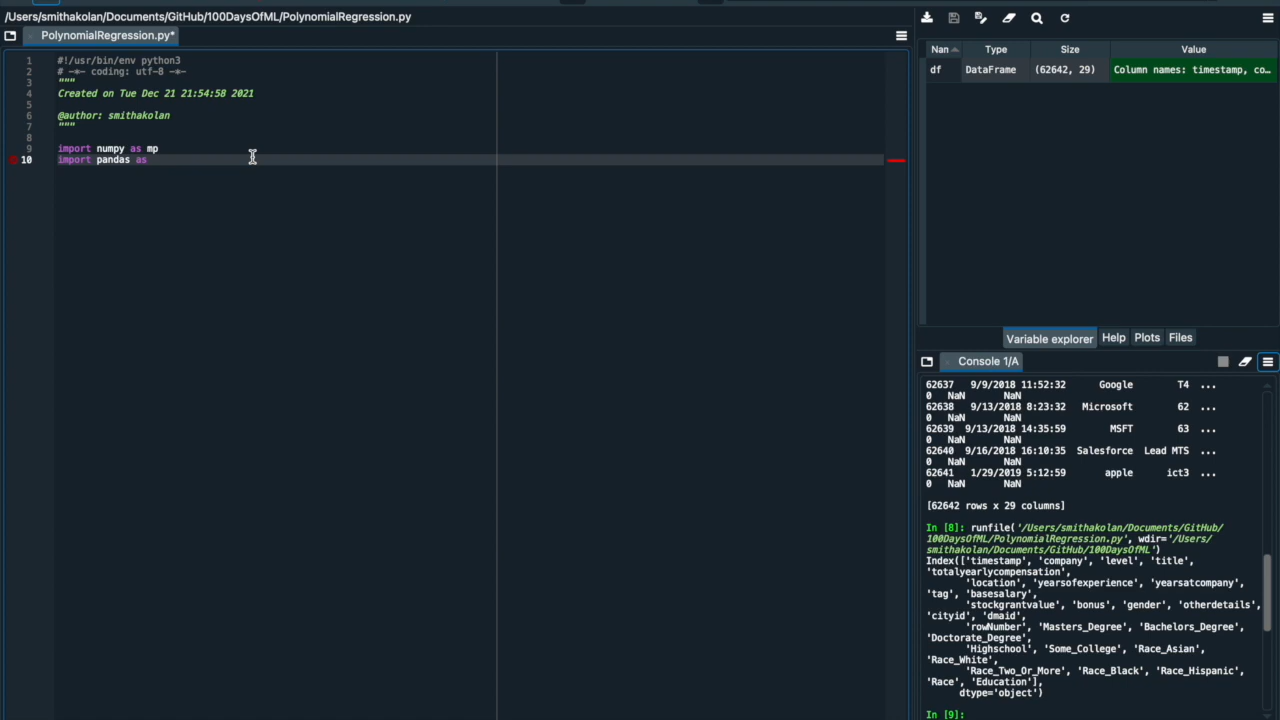 /Users/smithakolan/Documents/GitHub/100DaysOfML/PolynomialRegression.py
PolynomialRegression.py*
1 #!/usr/bin/env python3
2 # -*- coding: utf-8 -*-
3 """
4 Created on Tue Dec 21 21:54:58 2021
5
6 @author: smithakolan
7 """
8
9 import numpy as mp
10 import pandas as
Nan Type Size Value
df DataFrame (62642, 29) Column names: timestamp, co…
Variable explorer Help Plots Files
Console 1/A
62637 9/9/2018 11:52:32 Google T4 ...
0 NaN NaN
62638 9/13/2018 8:23:32 Microsoft 62 ...
0 NaN NaN
62639 9/13/2018 14:35:59 MSFT 63 ...
0 NaN NaN
62640 9/16/2018 16:10:35 Salesforce Lead MTS ...
0 NaN NaN
62641 1/29/2019 5:12:59 apple ict3 ...
0 NaN NaN
[62642 rows x 29 columns]
In [8]: runfile('/Users/smithakolan/Documents/GitHub/
100DaysOfML/PolynomialRegression.py', wdir='/Users/
smithakolan/Documents/GitHub/100DaysOfML')
Index(['timestamp', 'company', 'level', 'title',
'totalyearlycompensation',
'location', 'yearsofexperience', 'yearsatcompany',
'tag', 'basesalary',
'stockgrantvalue', 'bonus', 'gender', 'otherdetails',
'cityid', 'dmaid',
'rowNumber', 'Masters_Degree', 'Bachelors_Degree',
'Doctorate_Degree',
'Highschool', 'Some_College', 'Race_Asian',
'Race_White',
'Race_Two_Or_More', 'Race_Black', 'Race_Hispanic',
'Race', 'Education'],
dtype='object')
In [9]: